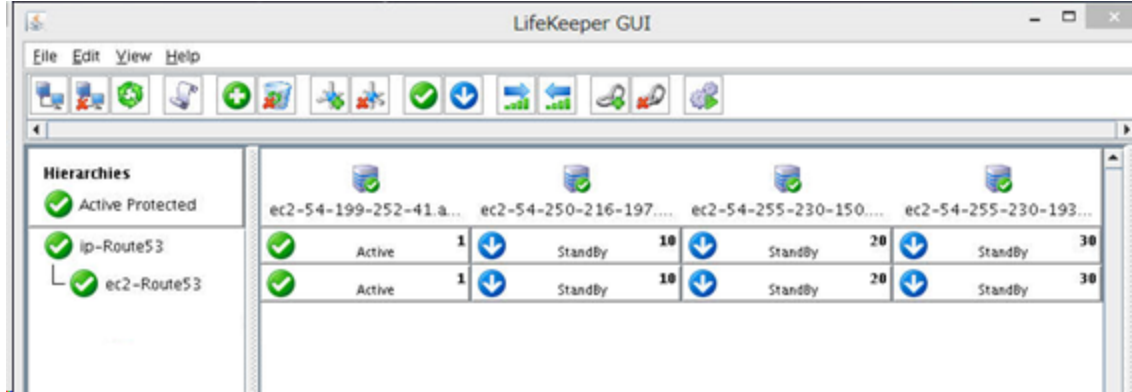 LifeKeeper GUI
File Edit View Help
Hierarchies
Active Protected
ec2-54-199-252-41.a... ec2-54-250-216-197.... ec2-54-255-230-150.... ec2-54-255-230-193...
ip-Route53 Active 1 StandBy 10 StandBy 20 StandBy 30
ec2-Route53 Active 1 StandBy 10 StandBy 20 StandBy 30